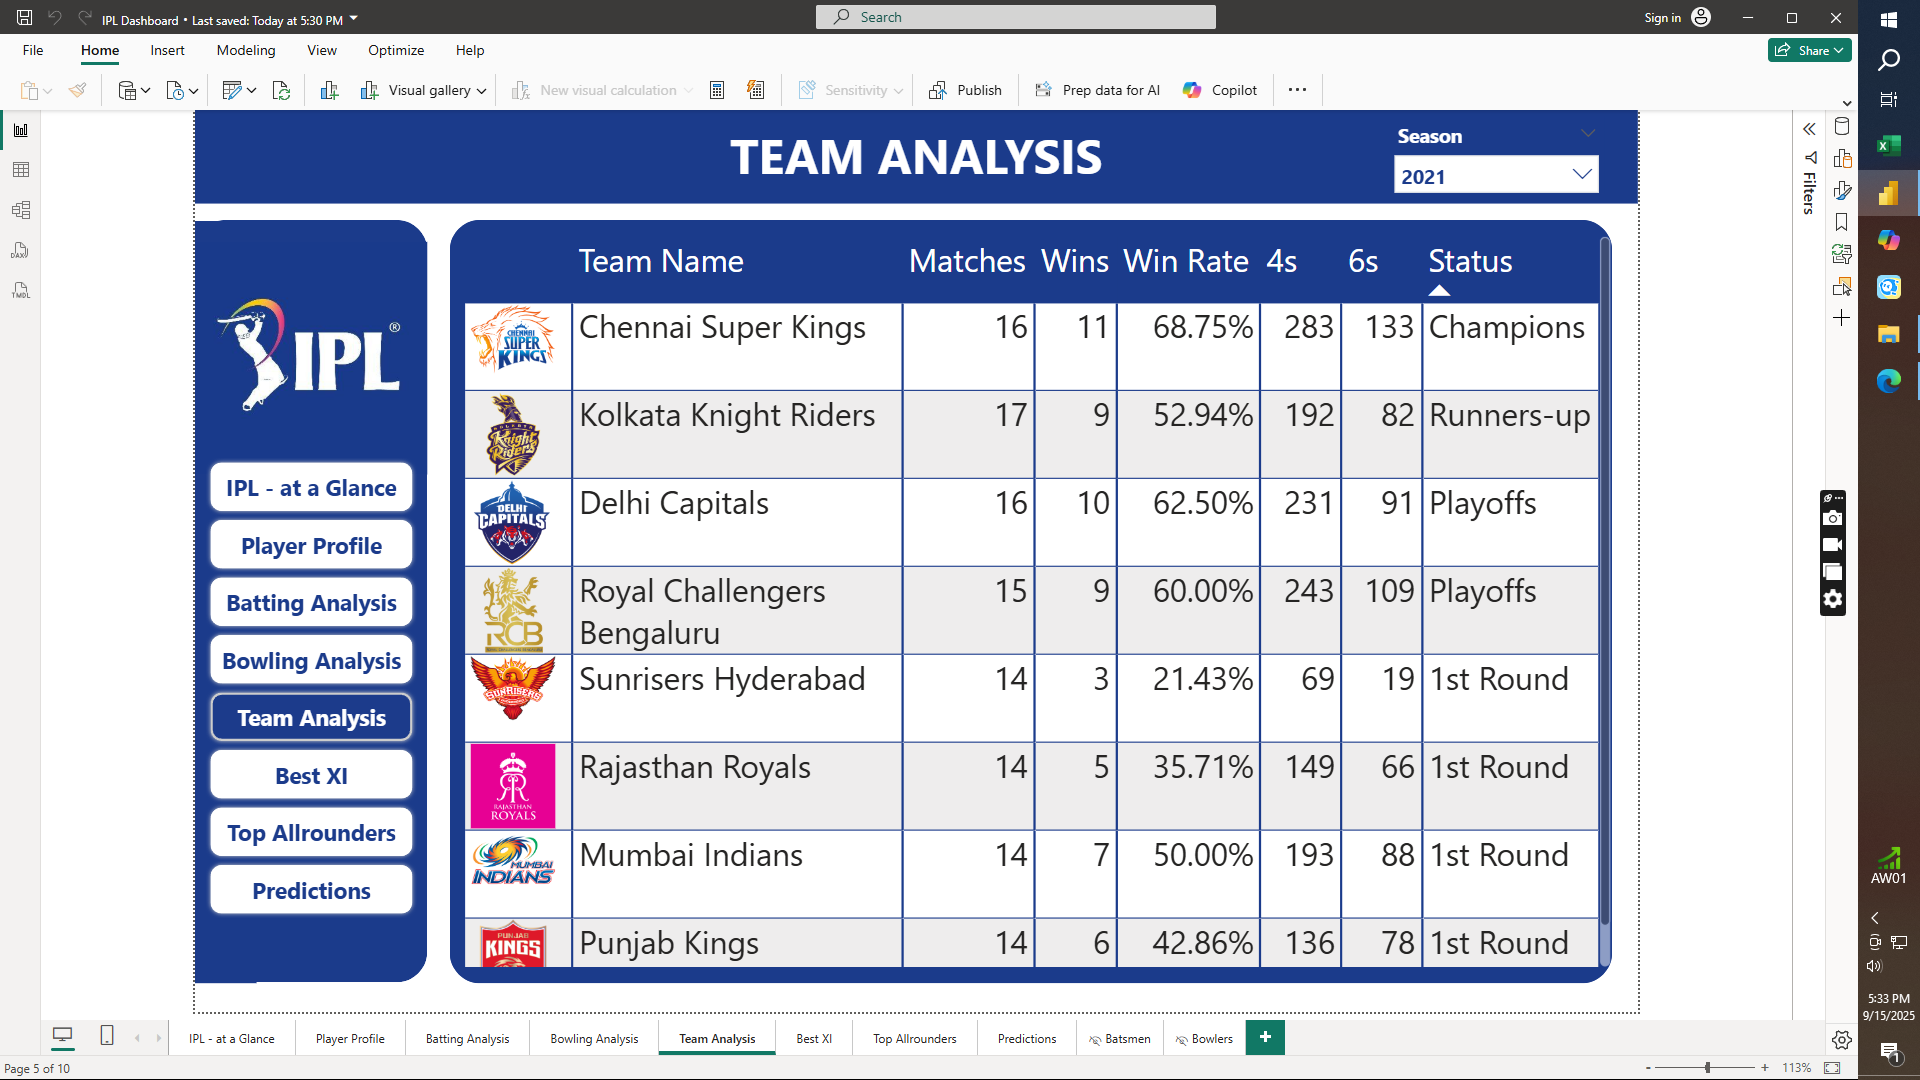 IPL Dashboard • Last saved: Today at 5:30 PM
Search
Sign in
File Home Insert Modeling View Optimize Help
Share
Visual gallery
New visual calculation
Sensitivity
Publish
Prep data for AI
Copilot
TEAM ANALYSIS
Season
2021
Filters
DAX
TMDL
IPL®
IPL - at a Glance
Player Profile
Batting Analysis
Bowling Analysis
Team Analysis
Best XI
Top Allrounders
Predictions
Team Name Matches Wins Win Rate 4s 6s Status
CHENNAI SUPER KINGS
Chennai Super Kings 16 11 68.75% 283 133 Champions
KOLKATA Knight Riders
Kolkata Knight Riders 17 9 52.94% 192 82 Runners-up
DELHI CAPITALS
Delhi Capitals 16 10 62.50% 231 91 Playoffs
RCB
Royal Challengers 15 9 60.00% 243 109 Playoffs
Bengaluru
SUNRISERS
Sunrisers Hyderabad 14 3 21.43% 69 19 1st Round
RAJASTHAN ROYALS
Rajasthan Royals 14 5 35.71% 149 66 1st Round
MUMBAI INDIANS
Mumbai Indians 14 7 50.00% 193 88 1st Round
PUNJAB KINGS
Punjab Kings 14 6 42.86% 136 78 1st Round
AW01
5:33 PM
9/15/2025
1
IPL - at a Glance Player Profile Batting Analysis Bowling Analysis Team Analysis Best XI Top Allrounders Predictions Batsmen Bowlers +
Page 5 of 10
- + 113%